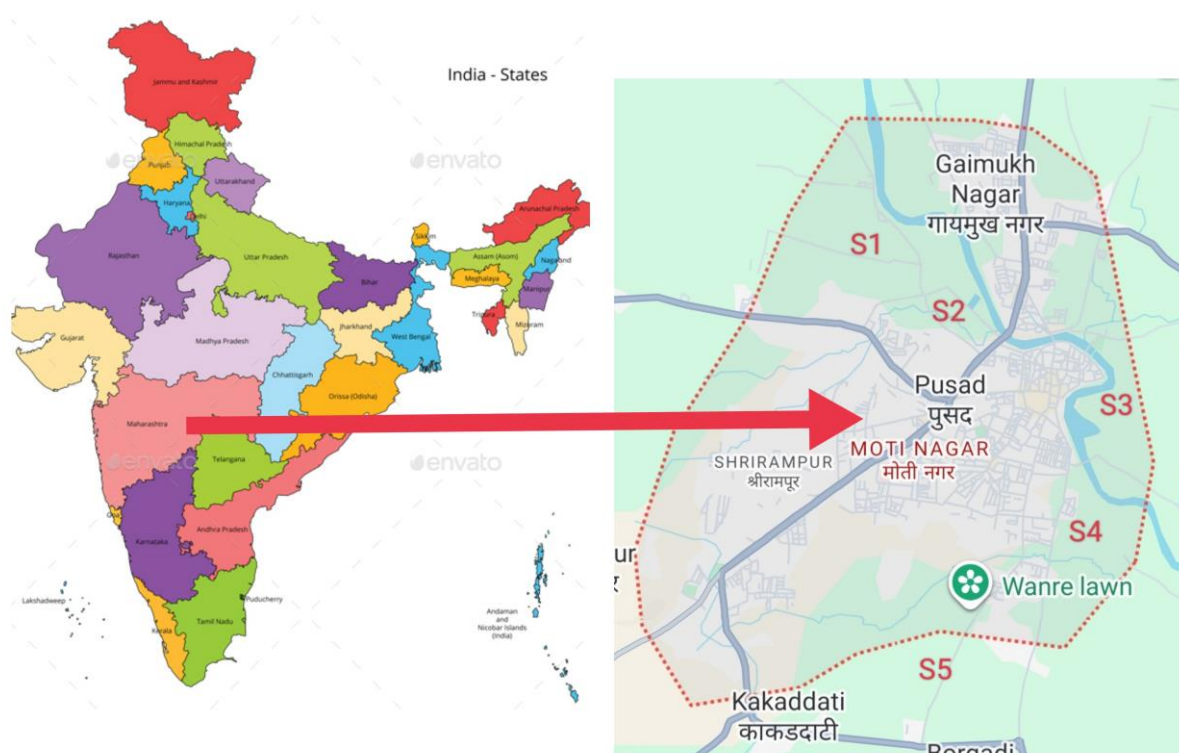 India - States
Jammu and Kashmir
Himachal Pradesh
Punjab
Uttarakhand
Haryana
Delhi
Arunachal Pradesh
Sikkim
Rajasthan
Uttar Pradesh
Assam (Asom)
Nagaland
Bihar
Meghalaya
Manipur
Tripura
Mizoram
Jharkhand
West Bengal
Gujarat
Madhya Pradesh
Chhattisgarh
Orissa (Odisha)
Maharashtra
Telangana
Goa
Andhra Pradesh
Karnataka
Lakshadweep
Puducherry
Tamil Nadu
Kerala
Andaman
and
Nicobar Islands
(India)
envato
envato
envato
envato
Gaimukh
Nagar
गायमुख नगर
S1
S2
Pusad
पुसद
S3
MOTI NAGAR
मोती नगर
SHRIRAMPUR
श्रीरामपूर
S4
Wanre lawn
S5
Kakaddati
काकडदाटी